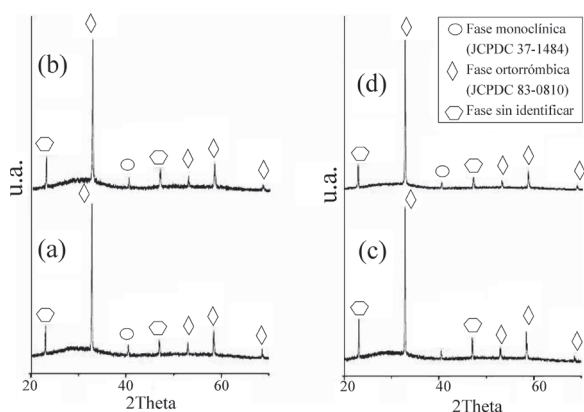 (b)
(d)
Fase monoclínica
(JCPDC 37-1484)
Fase ortorrómbica
(JCPDC 83-0810)
Fase sin identificar
u.a.
u.a.
(a)
(c)
20 40 60
20 40 60
2Theta
2Theta